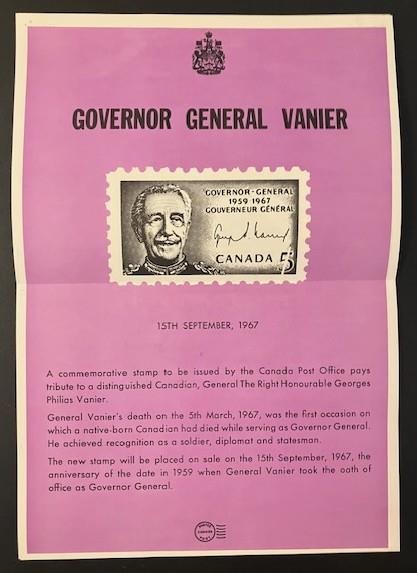 GOVERNOR GENERAL VANIER
GOVERNOR-GENERAL
1959 1967
GOUVERNEUR GÉNÉRAL
CANADA 5
15TH SEPTEMBER, 1967
A commemorative stamp to be issued by the Canada Post Office pays
tribute to a distinguished Canadian, General The Right Honourable Georges
Philias Vanier.
General Vanier's death on the 5th March, 1967, was the first occasion on
which a native-born Canadian had died while serving as Governor General.
He achieved recognition as a soldier, diplomat and statesman.
The new stamp will be placed on sale on the 15th September, 1967, the
anniversary of the date in 1959 when General Vanier took the oath of
office as Governor General.